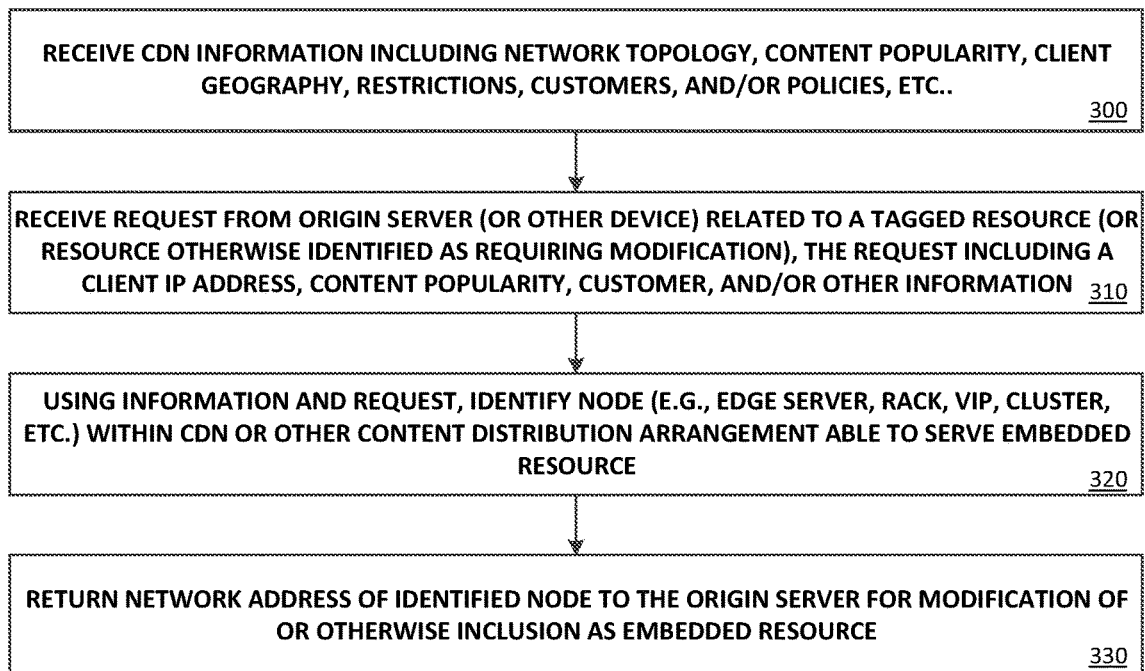 RECEIVE CDN INFORMATION INCLUDING NETWORK TOPOLOGY, CONTENT POPULARITY, CLIENT
GEOGRAPHY, RESTRICTIONS, CUSTOMERS, AND/OR POLICIES, ETC..
300
RECEIVE REQUEST FROM ORIGIN SERVER (OR OTHER DEVICE) RELATED TO A TAGGED RESOURCE (OR
RESOURCE OTHERWISE IDENTIFIED AS REQUIRING MODIFICATION), THE REQUEST INCLUDING A
CLIENT IP ADDRESS, CONTENT POPULARITY, CUSTOMER, AND/OR OTHER INFORMATION
310
USING INFORMATION AND REQUEST, IDENTIFY NODE (E.G., EDGE SERVER, RACK, VIP, CLUSTER,
ETC.) WITHIN CDN OR OTHER CONTENT DISTRIBUTION ARRANGEMENT ABLE TO SERVE EMBEDDED
RESOURCE
320
RETURN NETWORK ADDRESS OF IDENTIFIED NODE TO THE ORIGIN SERVER FOR MODIFICATION OF
OR OTHERWISE INCLUSION AS EMBEDDED RESOURCE
330